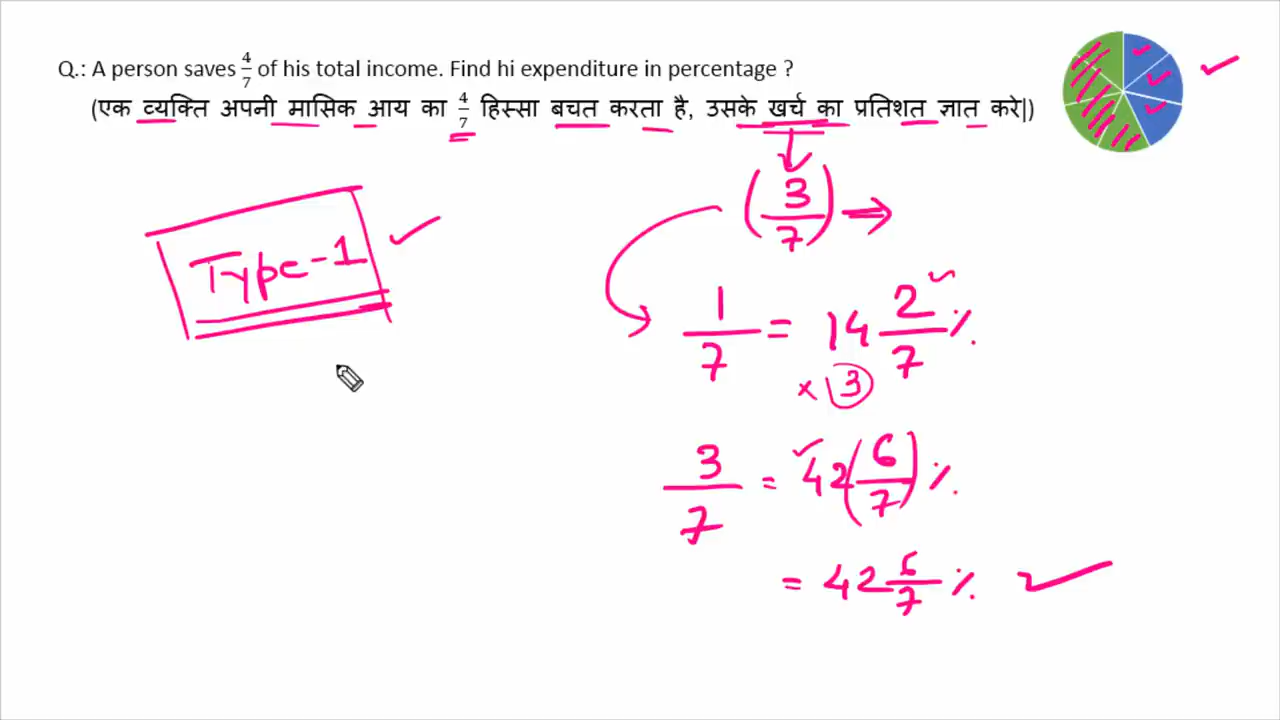 Q.: A person saves 4/7 of his total income. Find hi expenditure in percentage ?
(एक व्यक्ति अपनी मासिक आय का 4/7 हिस्सा बचत करता है, उसके खर्च का प्रतिशत ज्ञात करे|)
(3/7) ⇒
Type-1
1/7 = 14 2/7 %
× 3
3/7 = 42(6/7) %
= 42 6/7 %